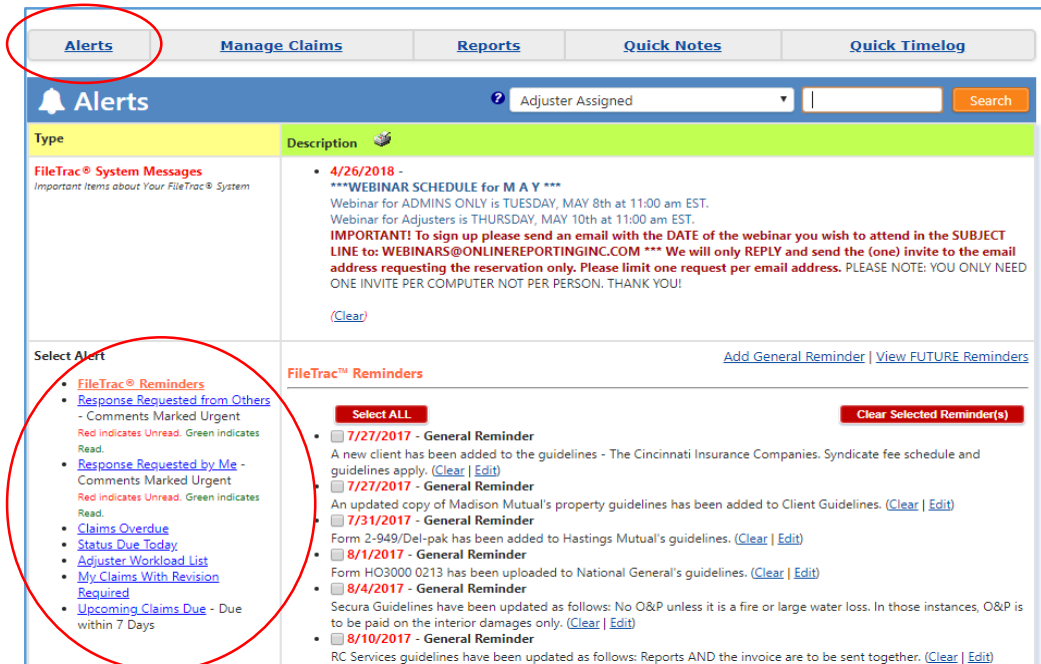 Alerts Manage Claims Reports Quick Notes Quick Timelog
Alerts ? Adjuster Assigned Search
Type Description
FileTrac® System Messages
Important Items about Your FileTrac® System
• 4/26/2018 -
***WEBINAR SCHEDULE for M A Y ***
Webinar for ADMINS ONLY is TUESDAY, MAY 8th at 11:00 am EST.
Webinar for Adjusters is THURSDAY, MAY 10th at 11:00 am EST.
IMPORTANT! To sign up please send an email with the DATE of the webinar you wish to attend in the SUBJECT
LINE to: WEBINARS@ONLINEREPORTINGINC.COM *** We will only REPLY and send the (one) invite to the email
address requesting the reservation only. Please limit one request per email address. PLEASE NOTE: YOU ONLY NEED
ONE INVITE PER COMPUTER NOT PER PERSON. THANK YOU!
(Clear)
Select Alert
• FileTrac® Reminders
• Response Requested from Others
- Comments Marked Urgent
Red indicates Unread. Green indicates
Read.
• Response Requested by Me -
Comments Marked Urgent
Red indicates Unread. Green indicates
Read.
• Claims Overdue
• Status Due Today
• Adjuster Workload List
• My Claims With Revision
Required
• Upcoming Claims Due - Due
within 7 Days
Add General Reminder | View FUTURE Reminders
FileTrac™ Reminders
Select ALL Clear Selected Reminder(s)
• 7/27/2017 - General Reminder
A new client has been added to the guidelines - The Cincinnati Insurance Companies. Syndicate fee schedule and
guidelines apply. (Clear | Edit)
• 7/27/2017 - General Reminder
An updated copy of Madison Mutual's property guidelines has been added to Client Guidelines. (Clear | Edit)
• 7/31/2017 - General Reminder
Form 2-949/Del-pak has been added to Hastings Mutual's guidelines. (Clear | Edit)
• 8/1/2017 - General Reminder
Form HO3000 0213 has been uploaded to National General's guidelines. (Clear | Edit)
• 8/4/2017 - General Reminder
Secura Guidelines have been updated as follows: No O&P unless it is a fire or large water loss. In those instances, O&P is
to be paid on the interior damages only. (Clear | Edit)
• 8/10/2017 - General Reminder
RC Services guidelines have been updated as follows: Reports AND the invoice are to be sent together. (Clear | Edit)